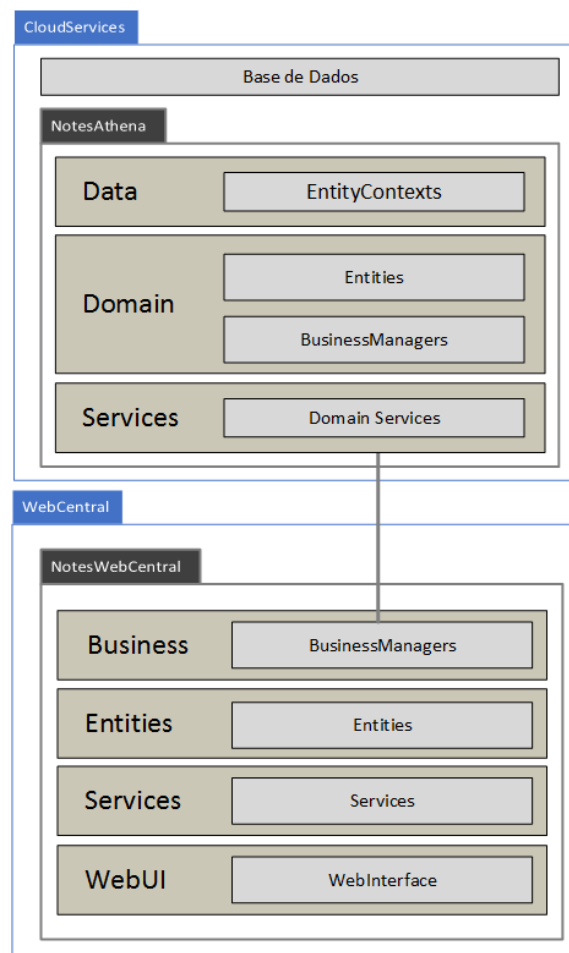 CloudServices
Base de Dados
NotesAthena
Data
EntityContexts
Domain
Entities
BusinessManagers
Services
Domain Services
WebCentral
NotesWebCentral
Business
BusinessManagers
Entities
Entities
Services
Services
WebUI
WebInterface